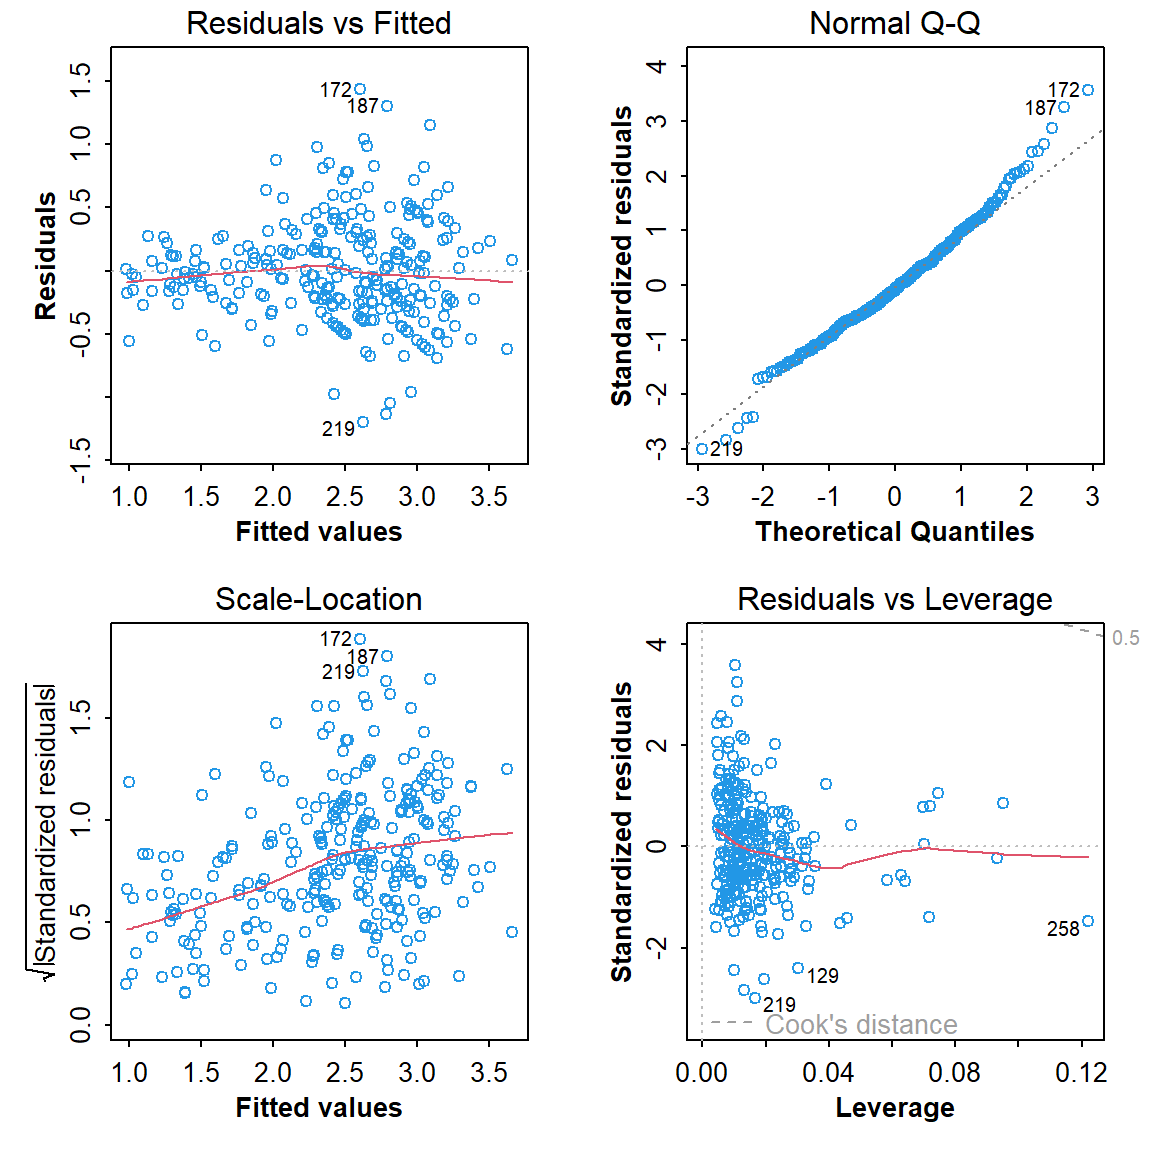 Residuals vs Fitted
Residuals
1.5
1.0
0.5
-0.5
-1.5
172
187
219
1.0 1.5 2.0 2.5 3.0 3.5
Fitted values
Normal Q-Q
Standardized residuals
4
3
2
1
0
-1
-2
-3
172
187
219
-3 -2 -1 0 1 2 3
Theoretical Quantiles
Scale-Location
√|Standardized residuals|
1.5
1.0
0.5
0.0
172
187
219
1.0 1.5 2.0 2.5 3.0 3.5
Fitted values
Residuals vs Leverage
Standardized residuals
4
2
0
-2
0.5
258
129
219
Cook's distance
0.00 0.04 0.08 0.12
Leverage